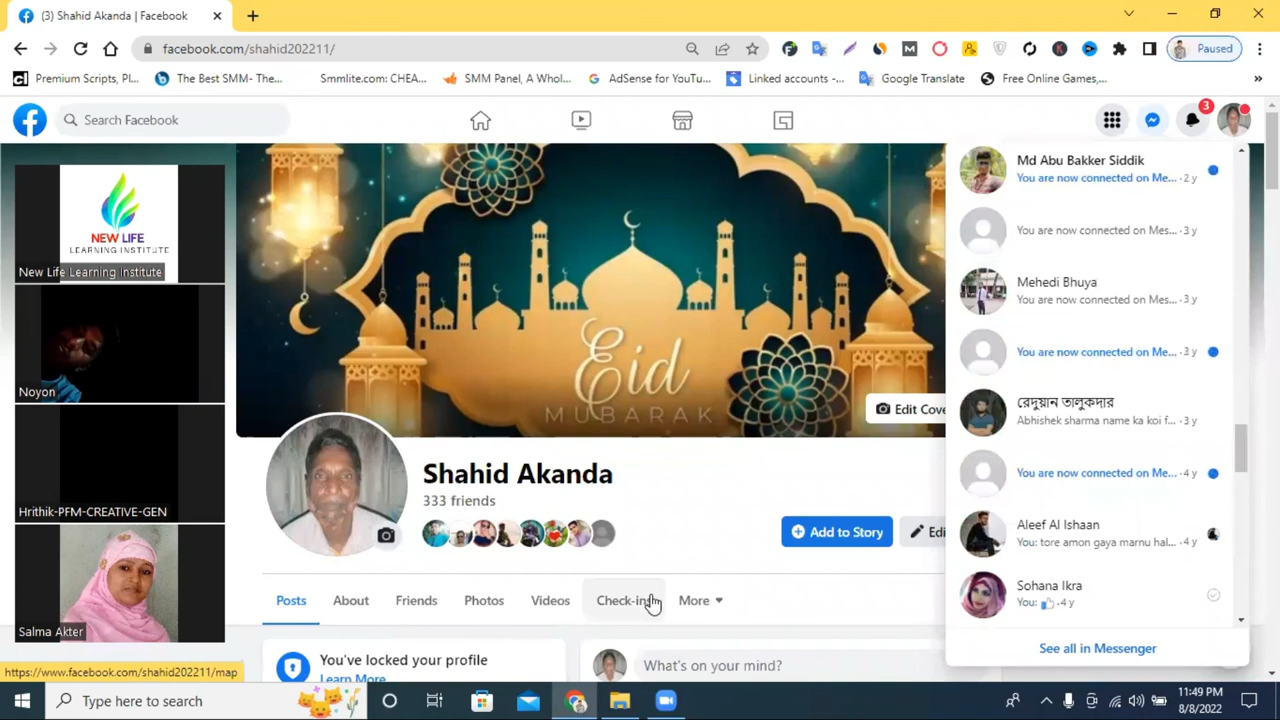 (3) Shahid Akanda | Facebook
facebook.com/shahid202211/
Paused
Premium Scripts, Pl...
The Best SMM- The...
Smmlite.com: CHEA...
SMM Panel, A Whol...
AdSense for YouTu...
Linked accounts -...
Google Translate
Free Online Games,...
Search Facebook
3
NEW LIFE
LEARNING INSTITUTE
New Life Learning Institute
Noyon
Hrithik-PFM-CREATIVE-GEN
Salma Akter
Eid
MUBARAK
Edit Cove
Shahid Akanda
333 friends
Add to Story
Edi
Posts
About
Friends
Photos
Videos
Check-in
More
You've locked your profile
Learn More
What's on your mind?
Md Abu Bakker Siddik
You are now connected on Me... · 2 y
You are now connected on Mes... · 3 y
Mehedi Bhuya
You are now connected on Mes... · 3 y
You are now connected on Me... · 3 y
রেদুয়ান তালুকদার
Abhishek sharma name ka koi f... · 3 y
You are now connected on Me... · 4 y
Aleef Al Ishaan
You: tore amon gaya marnu hal... · 4 y
Sohana Ikra
You: 👍 · 4 y
See all in Messenger
https://www.facebook.com/shahid202211/map
Type here to search
11:49 PM
8/8/2022